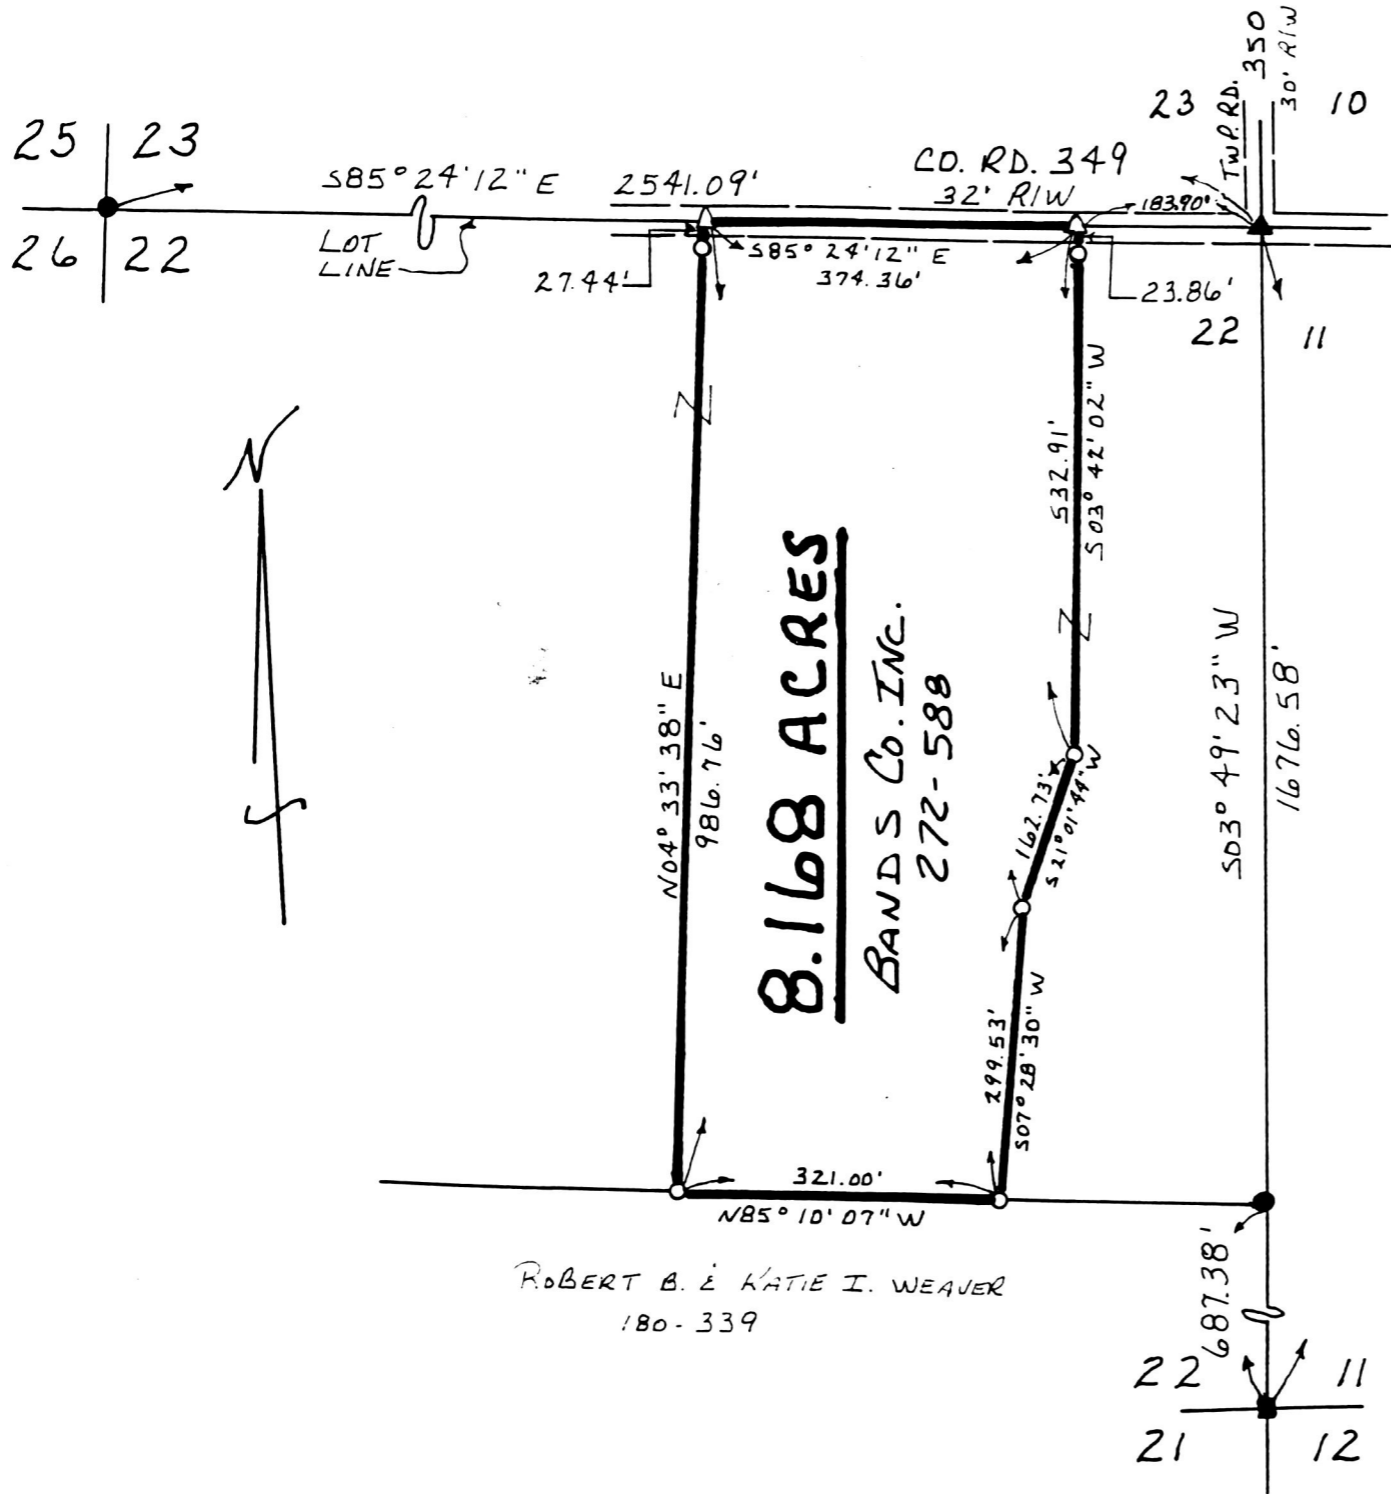 350
30' R/W
TWP. RD.
23
10
25 23
26 22
S85° 24' 12" E
2541.09'
CO. RD. 349
32' R/W
183.90'
LOT
LINE
27.44'
S85° 24' 12" E
374.36'
23.86'
22
11
N
532.91'
S03° 42' 02" W
8.168 ACRES
BANDS CO. INC.
272-588
N04° 33' 38" E
986.76'
162.73'
S21° 01' 44" W
S03° 49' 23" W
1676.58'
299.53'
S07° 28' 30" W
321.00'
N85° 10' 07" W
ROBERT B. & KATIE I. WEAVER
180-339
687.38'
22 11
21 12